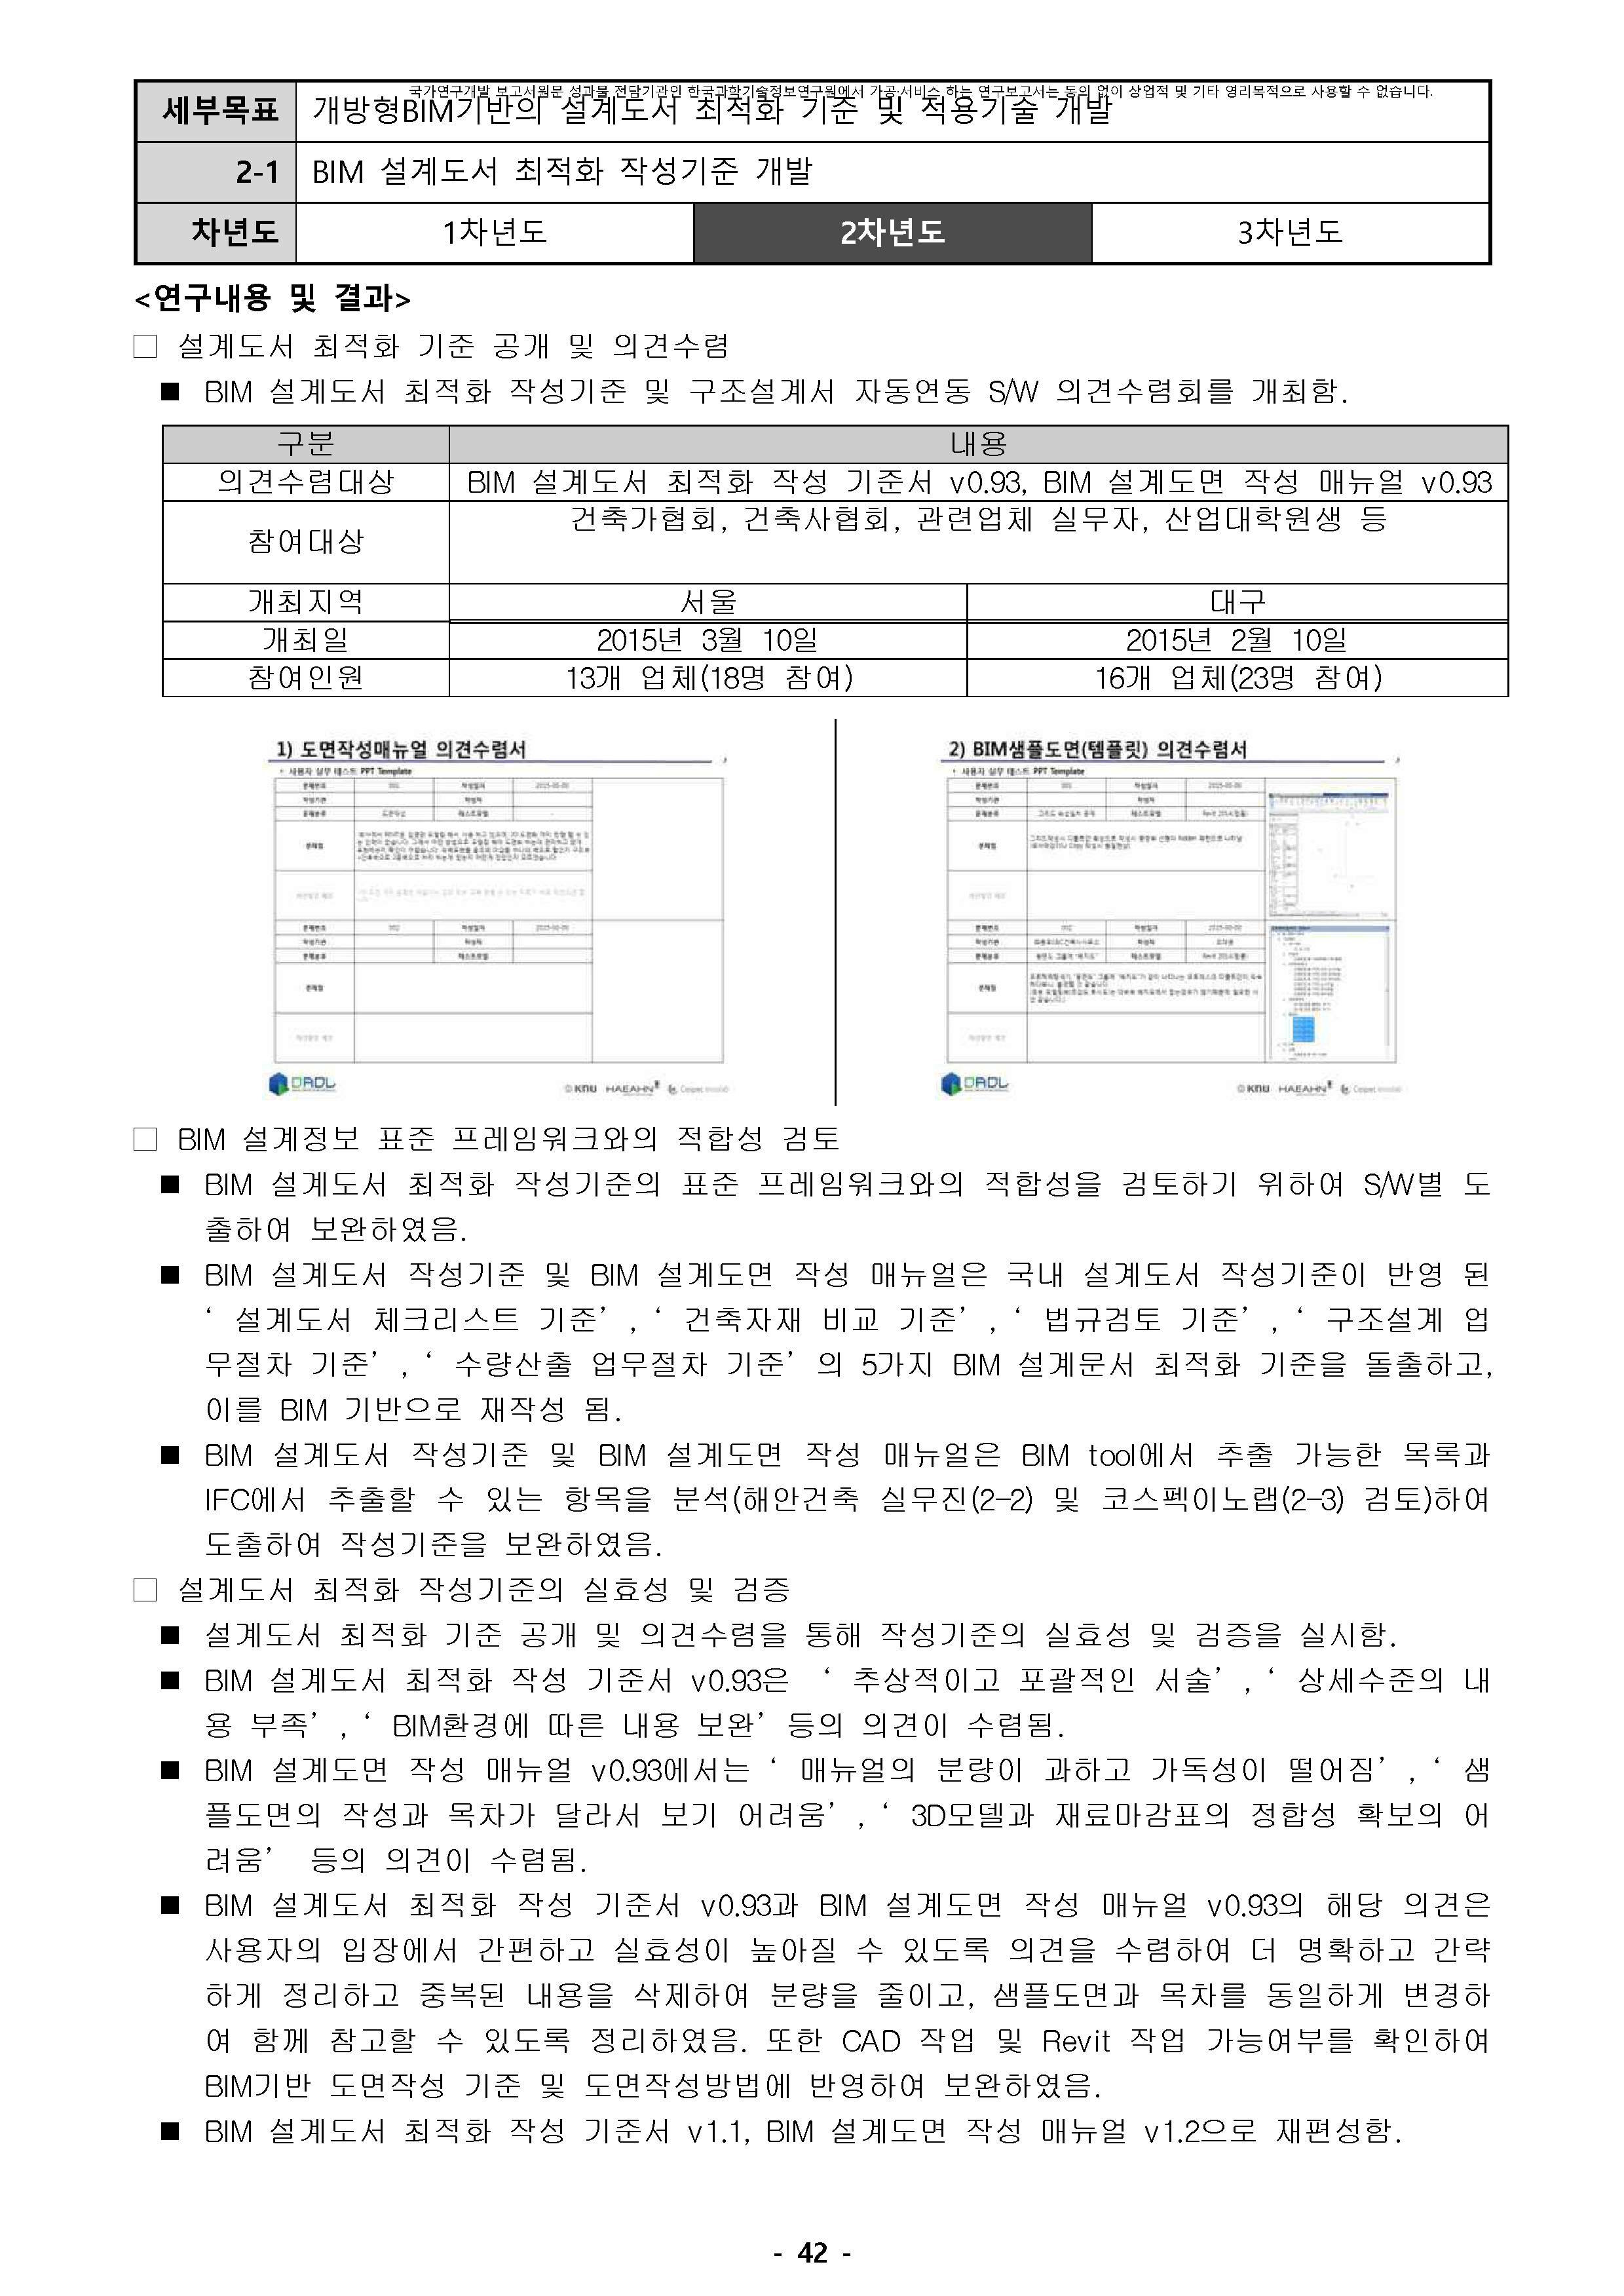 국가연구개발 보고서원문 성과물 전담기관인 한국과학기술정보연구원에서 가공·서비스 하는 연구보고서는 동의 없이 상업적 및 기타 영리목적으로 사용할 수 없습니다.
세부목표 개방형BIM기반의 설계도서 최적화 기준 및 적용기술 개발
2-1 BIM 설계도서 최적화 작성기준 개발
차년도 1차년도 2차년도 3차년도
<연구내용 및 결과>
□ 설계도서 최적화 기준 공개 및 의견수렴
■ BIM 설계도서 최적화 작성기준 및 구조설계서 자동연동 S/W 의견수렴회를 개최함.
구분 내용
의견수렴대상 BIM 설계도서 최적화 작성 기준서 v0.93, BIM 설계도면 작성 매뉴얼 v0.93
참여대상 건축가협회, 건축사협회, 관련업체 실무자, 산업대학원생 등
개최지역 서울 대구
개최일 2015년 3월 10일 2015년 2월 10일
참여인원 13개 업체(18명 참여) 16개 업체(23명 참여)
1) 도면작성매뉴얼 의견수렴서
사용자 실무 테스트 PPT Template
2) BIM샘플도면(템플릿) 의견수렴서
사용자 실무 테스트 PPT Template
KNU HAEAHN
KNU HAEAHN
□ BIM 설계정보 표준 프레임워크와의 적합성 검토
■ BIM 설계도서 최적화 작성기준의 표준 프레임워크와의 적합성을 검토하기 위하여 S/W별 도
출하여 보완하였음.
■ BIM 설계도서 작성기준 및 BIM 설계도면 작성 매뉴얼은 국내 설계도서 작성기준이 반영 된
‘ 설계도서 체크리스트 기준’, ‘ 건축자재 비교 기준’, ‘ 법규검토 기준’, ‘ 구조설계 업
무절차 기준’, ‘ 수량산출 업무절차 기준’의 5가지 BIM 설계문서 최적화 기준을 돌출하고,
이를 BIM 기반으로 재작성 됨.
■ BIM 설계도서 작성기준 및 BIM 설계도면 작성 매뉴얼은 BIM tool에서 추출 가능한 목록과
IFC에서 추출할 수 있는 항목을 분석(해안건축 실무진(2-2) 및 코스펙이노랩(2-3) 검토)하여
도출하여 작성기준을 보완하였음.
□ 설계도서 최적화 작성기준의 실효성 및 검증
■ 설계도서 최적화 기준 공개 및 의견수렴을 통해 작성기준의 실효성 및 검증을 실시함.
■ BIM 설계도서 최적화 작성 기준서 v0.93은 ‘ 추상적이고 포괄적인 서술’, ‘ 상세수준의 내
용 부족’, ‘ BIM환경에 따른 내용 보완’ 등의 의견이 수렴됨.
■ BIM 설계도면 작성 매뉴얼 v0.93에서는 ‘ 매뉴얼의 분량이 과하고 가독성이 떨어짐’, ‘ 샘
플도면의 작성과 목차가 달라서 보기 어려움’, ‘ 3D모델과 재료마감표의 정합성 확보의 어
려움’ 등의 의견이 수렴됨.
■ BIM 설계도서 최적화 작성 기준서 v0.93과 BIM 설계도면 작성 매뉴얼 v0.93의 해당 의견은
사용자의 입장에서 간편하고 실효성이 높아질 수 있도록 의견을 수렴하여 더 명확하고 간략
하게 정리하고 중복된 내용을 삭제하여 분량을 줄이고, 샘플도면과 목차를 동일하게 변경하
여 함께 참고할 수 있도록 정리하였음. 또한 CAD 작업 및 Revit 작업 가능여부를 확인하여
BIM기반 도면작성 기준 및 도면작성방법에 반영하여 보완하였음.
■ BIM 설계도서 최적화 작성 기준서 v1.1, BIM 설계도면 작성 매뉴얼 v1.2으로 재편성함.
- 42 -